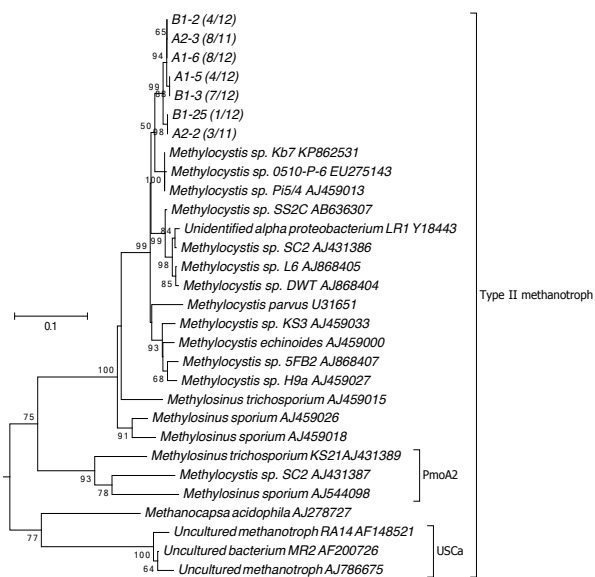 B1-2 (4/12)
65
A2-3 (8/11)
94
A1-6 (8/12)
A1-5 (4/12)
99
88
B1-3 (7/12)
B1-25 (1/12)
50
98
A2-2 (3/11)
Methylocystis sp. Kb7 KP862531
Methylocystis sp. 0510-P-6 EU275143
100
Methylocystis sp. Pi5/4 AJ459013
Methylocystis sp. SS2C AB636307
84
Unidentified alpha proteobacterium LR1 Y18443
99
99
Methylocystis sp. SC2 AJ431386
98
Methylocystis sp. L6 AJ868405
85
Methylocystis sp. DWT AJ868404
Type II methanotroph
Methylocystis parvus U31651
0.1
Methylocystis sp. KS3 AJ459033
Methylocystis echinoides AJ459000
93
Methylocystis sp. 5FB2 AJ868407
68
Methylocystis sp. H9a AJ459027
100
Methylosinus trichosporium AJ459015
75
Methylosinus sporium AJ459026
91
Methylosinus sporium AJ459018
Methylosinus trichosporium KS21AJ431389
93
Methylocystis sp. SC2 AJ431387
PmoA2
78
Methylosinus sporium AJ544098
Methanocapsa acidophila AJ278727
77
Uncultured methanotroph RA14 AF148521
100
Uncultured bacterium MR2 AF200726
USCa
64
Uncultured methanotroph AJ786675